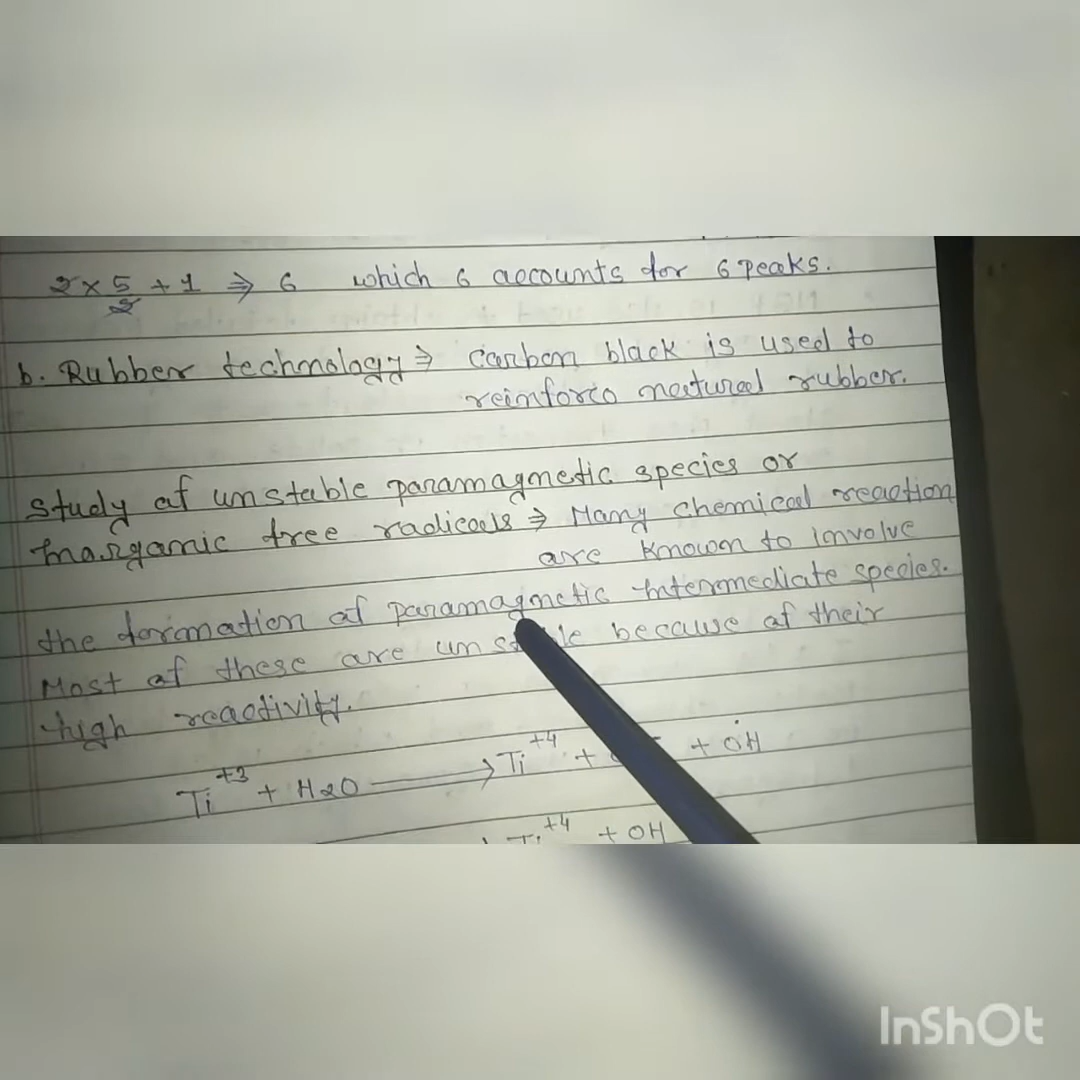 2 × 5/2 + 1 ⇒ 6 which 6 accounts for 6 peaks.
b. Rubber technology ⇒ Carbon black is used to
reinforce natural rubber.
Study of unstable paramagnetic species or
Inorganic free radicals ⇒ Many chemical reaction
are known to involve
the formation of paramagnetic intermediate species.
Most of these are because of their
high reactivity.
Ti+3 + H2O ⟶ Ti+4 + + ȮH
+4 + OH
InShOt